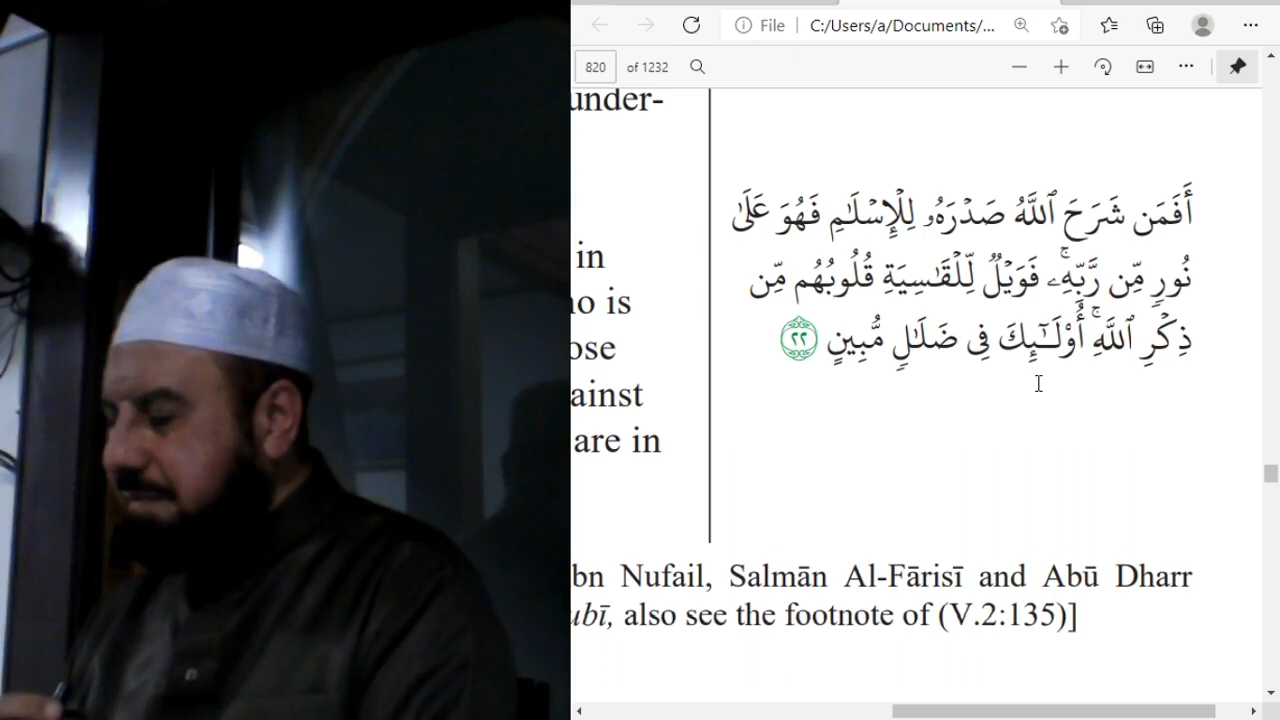 File | C:/Users/a/Documents/...
820 of 1232
under-
in
o is
ose
ainst
are in
أَفَمَن شَرَحَ ٱللَّهُ صَدْرَهُۥ لِلْإِسْلَـٰمِ فَهُوَ عَلَىٰ
نُورٍ مِّن رَّبِّهِۦ ۚ فَوَيْلٌ لِّلْقَـٰسِيَةِ قُلُوبُهُم مِّن
ذِكْرِ ٱللَّهِ ۚ أُو۟لَـٰٓئِكَ فِى ضَلَـٰلٍ مُّبِينٍ ٢٢
bn Nufail, Salmān Al-Fārisī and Abū Dharr
ubī, also see the footnote of (V.2:135)]